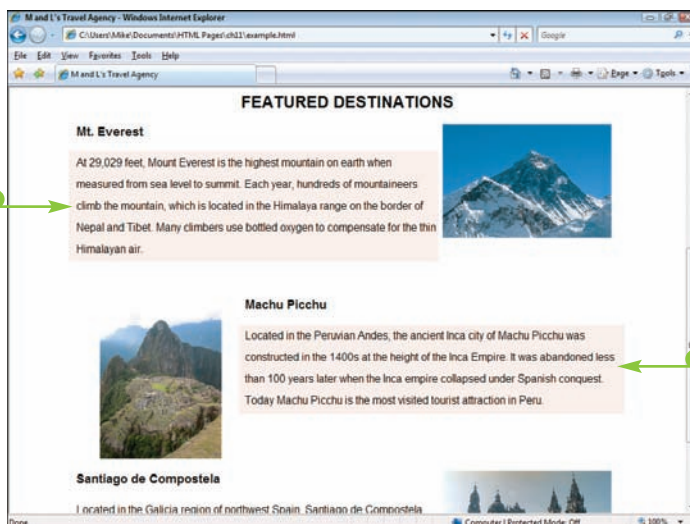 M and L's Travel Agency - Windows Internet Explorer
C:\Users\Mike\Documents\HTML Pages\ch11\example.html
Google
File Edit View Favorites Tools Help
M and L's Travel Agency
Page Tools
FEATURED DESTINATIONS
Mt. Everest
At 29,029 feet, Mount Everest is the highest mountain on earth when
measured from sea level to summit. Each year, hundreds of mountaineers
climb the mountain, which is located in the Himalaya range on the border of
Nepal and Tibet. Many climbers use bottled oxygen to compensate for the thin
Himalayan air.
Machu Picchu
Located in the Peruvian Andes, the ancient Inca city of Machu Picchu was
constructed in the 1400s at the height of the Inca Empire. It was abandoned less
than 100 years later when the Inca empire collapsed under Spanish conquest.
Today Machu Picchu is the most visited tourist attraction in Peru.
Santiago de Compostela
Located in the Galicia region of northwest Spain, Santiago de Compostela
Done
Computer | Protected Mode: Off
100%